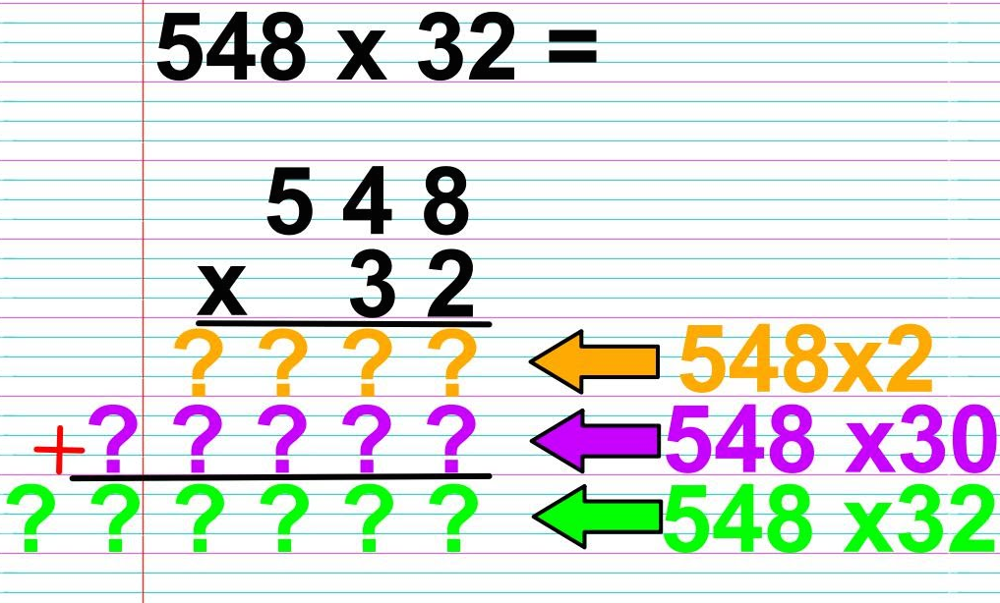 548 x 32 =
5 4 8
x 3 2
? ? ? ? 548x2
+ ? ? ? ? ? 548 x30
? ? ? ? ? ? 548 x32